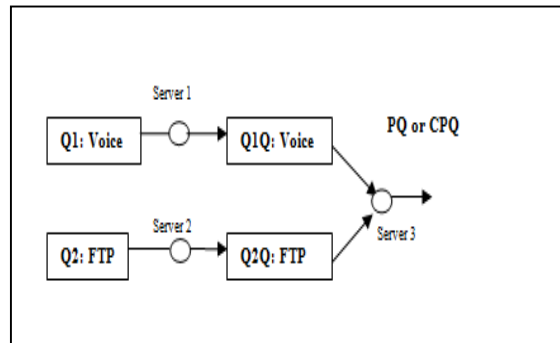 Server 1
PQ or CPQ
Q1: Voice
Q1Q: Voice
Server 2
Server 3
Q2: FTP
Q2Q: FTP